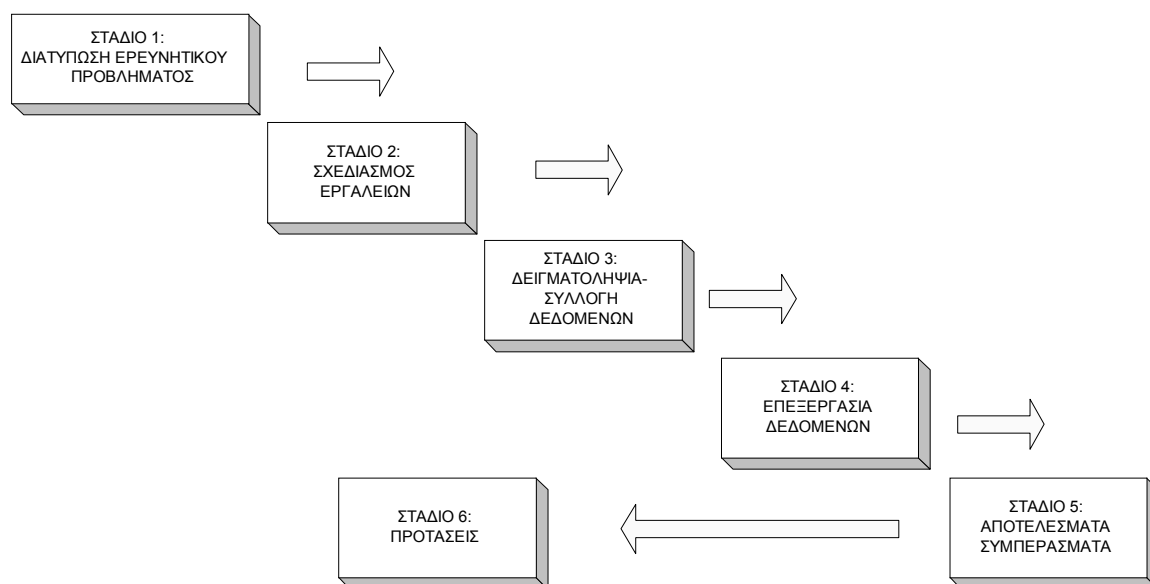 ΣΤΑΔΙΟ 1:
ΔΙΑΤΥΠΩΣΗ ΕΡΕΥΝΗΤΙΚΟΥ
ΠΡΟΒΛΗΜΑΤΟΣ
ΣΤΑΔΙΟ 2:
ΣΧΕΔΙΑΣΜΟΣ
ΕΡΓΑΛΕΙΩΝ
ΣΤΑΔΙΟ 3:
ΔΕΙΓΜΑΤΟΛΗΨΙΑ-
ΣΥΛΛΟΓΗ
ΔΕΔΟΜΕΝΩΝ
ΣΤΑΔΙΟ 4:
ΕΠΕΞΕΡΓΑΣΙΑ
ΔΕΔΟΜΕΝΩΝ
ΣΤΑΔΙΟ 5:
ΑΠΟΤΕΛΕΣΜΑΤΑ
ΣΥΜΠΕΡΑΣΜΑΤΑ
ΣΤΑΔΙΟ 6:
ΠΡΟΤΑΣΕΙΣ